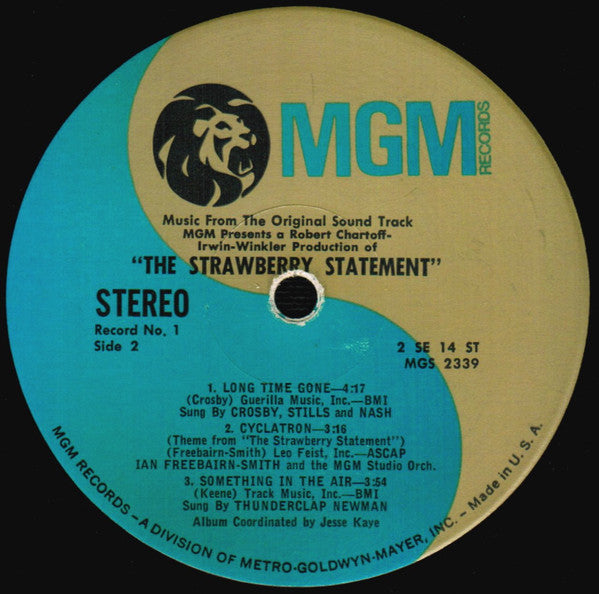 MGM
RECORDS
Music From The Original Sound Track
MGM Presents a Robert Chartoff-
Irwin-Winkler Production of
"THE STRAWBERRY STATEMENT"
STEREO
Record No. 1
Side 2
2 SE 14 ST
MGS 2339
1. LONG TIME GONE—4:17
(Crosby) Guerilla Music, Inc.—BMI
Sung By CROSBY, STILLS and NASH
2. CYCLATRON—3:16
(Theme from "The Strawberry Statement")
(Freebairn-Smith) Leo Feist, Inc.—ASCAP
IAN FREEBAIRN-SMITH and the MGM Studio Orch.
3. SOMETHING IN THE AIR—3:54
(Keene) Track Music, Inc.—BMI
Sung By THUNDERCLAP NEWMAN
Album Coordinated by Jesse Kaye
MGM RECORDS – A DIVISION OF METRO-GOLDWYN-MAYER, INC. – Made in U. S. A.